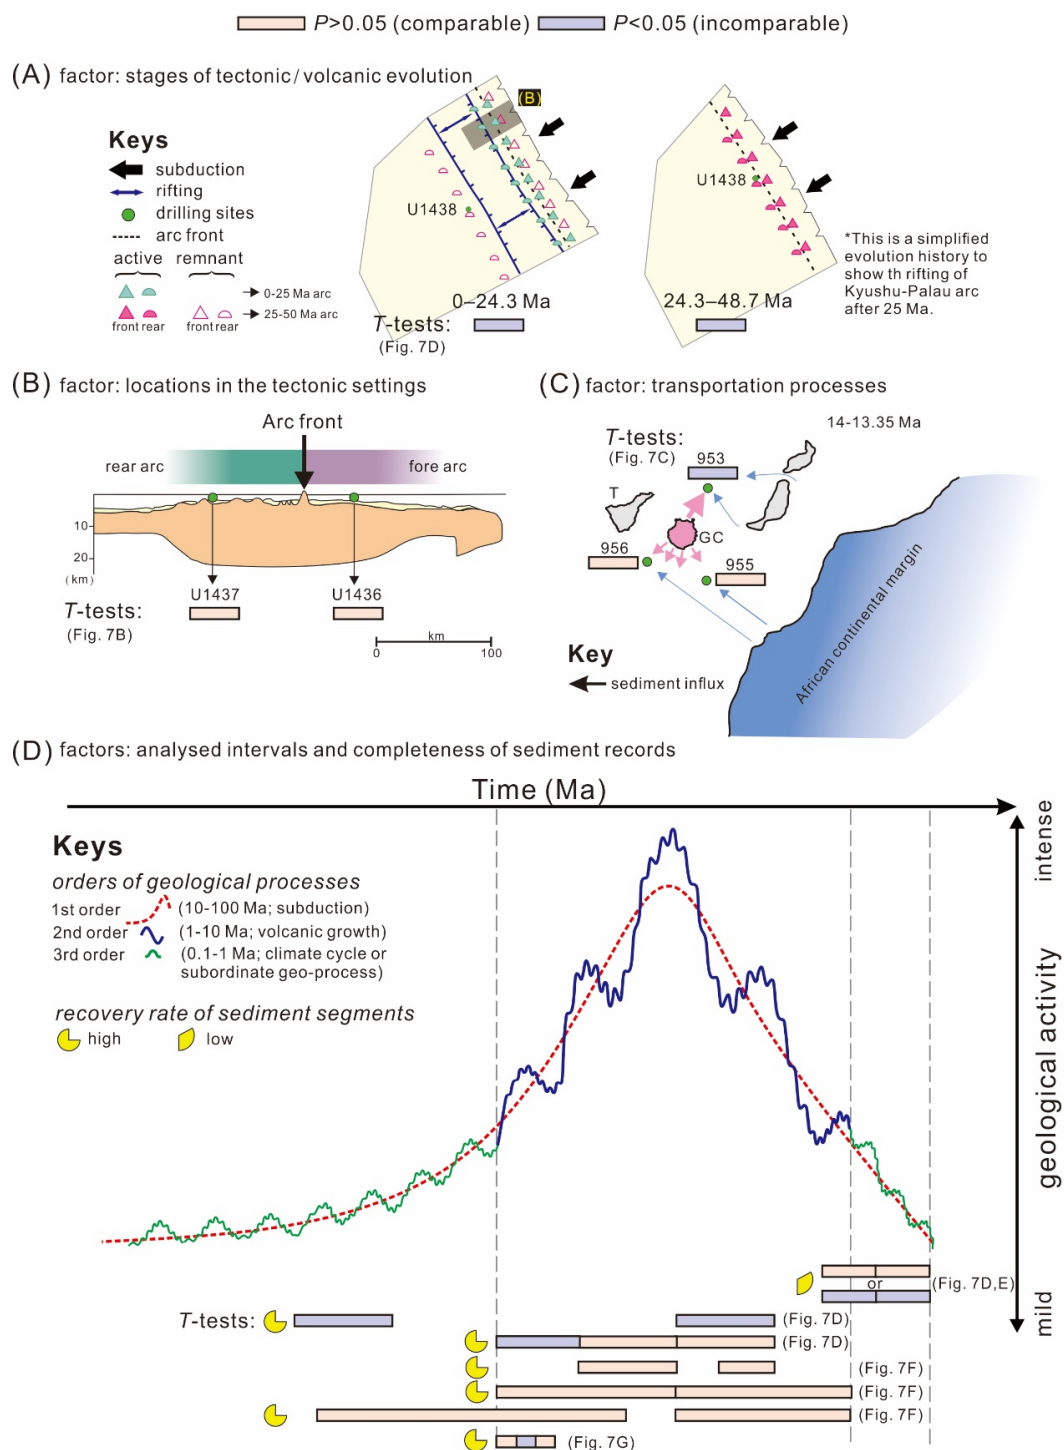 P>0.05 (comparable) P<0.05 (incomparable)
(A) factor: stages of tectonic/volcanic evolution
(B)
Keys
subduction
rifting
drilling sites
arc front
active remnant
0-25 Ma arc
25-50 Ma arc
front rear front rear
U1438
0–24.3 Ma
T-tests:
(Fig. 7D)
U1438
24.3–48.7 Ma
*This is a simplified
evolution history to
show th rifting of
Kyushu-Palau arc
after 25 Ma.
(B) factor: locations in the tectonic settings
Arc front
rear arc
fore arc
10
20
(km)
U1437
U1436
T-tests:
(Fig. 7B)
km
0 100
(C) factor: transportation processes
14-13.35 Ma
T-tests:
(Fig. 7C)
953
T
GC
956
955
African continental margin
Key
sediment influx
(D) factors: analysed intervals and completeness of sediment records
Time (Ma)
intense
geological activity
mild
Keys
orders of geological processes
1st order (10-100 Ma; subduction)
2nd order (1-10 Ma; volcanic growth)
3rd order (0.1-1 Ma; climate cycle or
subordinate geo-process)
recovery rate of sediment segments
high low
or
(Fig. 7D,E)
T-tests:
(Fig. 7D)
(Fig. 7D)
(Fig. 7F)
(Fig. 7F)
(Fig. 7F)
(Fig. 7G)